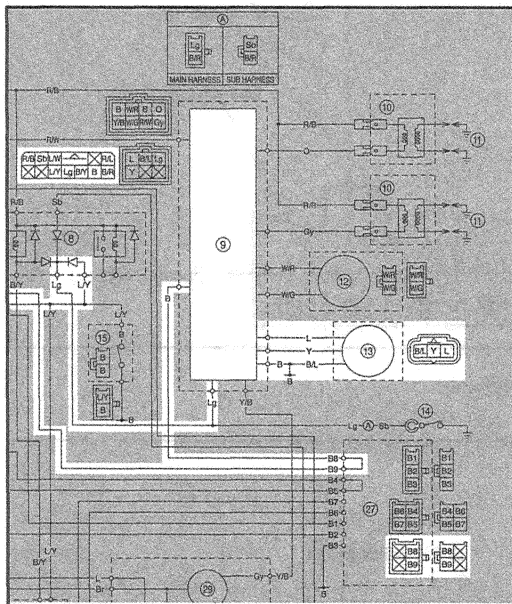 A
Lg
B/R
Sb
B/R
MAIN HARNESS
SUB HARNESS
R/B
B W/R B O
Y/B W/G R/W Gy
R/W
L B/L Lg
Y
R/B Sb L/W R/L
L/Y Lg B/Y B B/R
R/B
Sb
8
B/Y
Lg
L/Y
L/Y
B
15
B
B
L/Y
B
B
9
B
Lg
Y/B
R/B
O
10
11
R/B
Gy
10
11
W/R
W/G
12
W/R
W/G
W/R
W/G
L
Y
B B/L
B
13
B/L Y L
Lg A Sb
14
B8
B9
B4
B5
B7
B6
B1
B2
B3
27
B1
B2
B3
B1
B2
B3
B6 B4
B7 B5
B4 B6
B5 B7
B8
B9
B8
B9
B
L/Y
B/Y
L
Br
29
Gy
Y/B